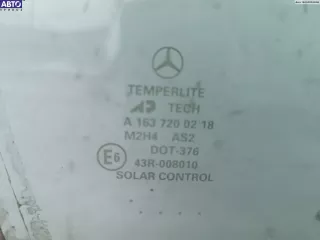 АВТО
TEMPERLITE
AP TECH
A 163 720 02 18
M2H4 AS2
DOT-376
E6 43R-008010
SOLAR CONTROL